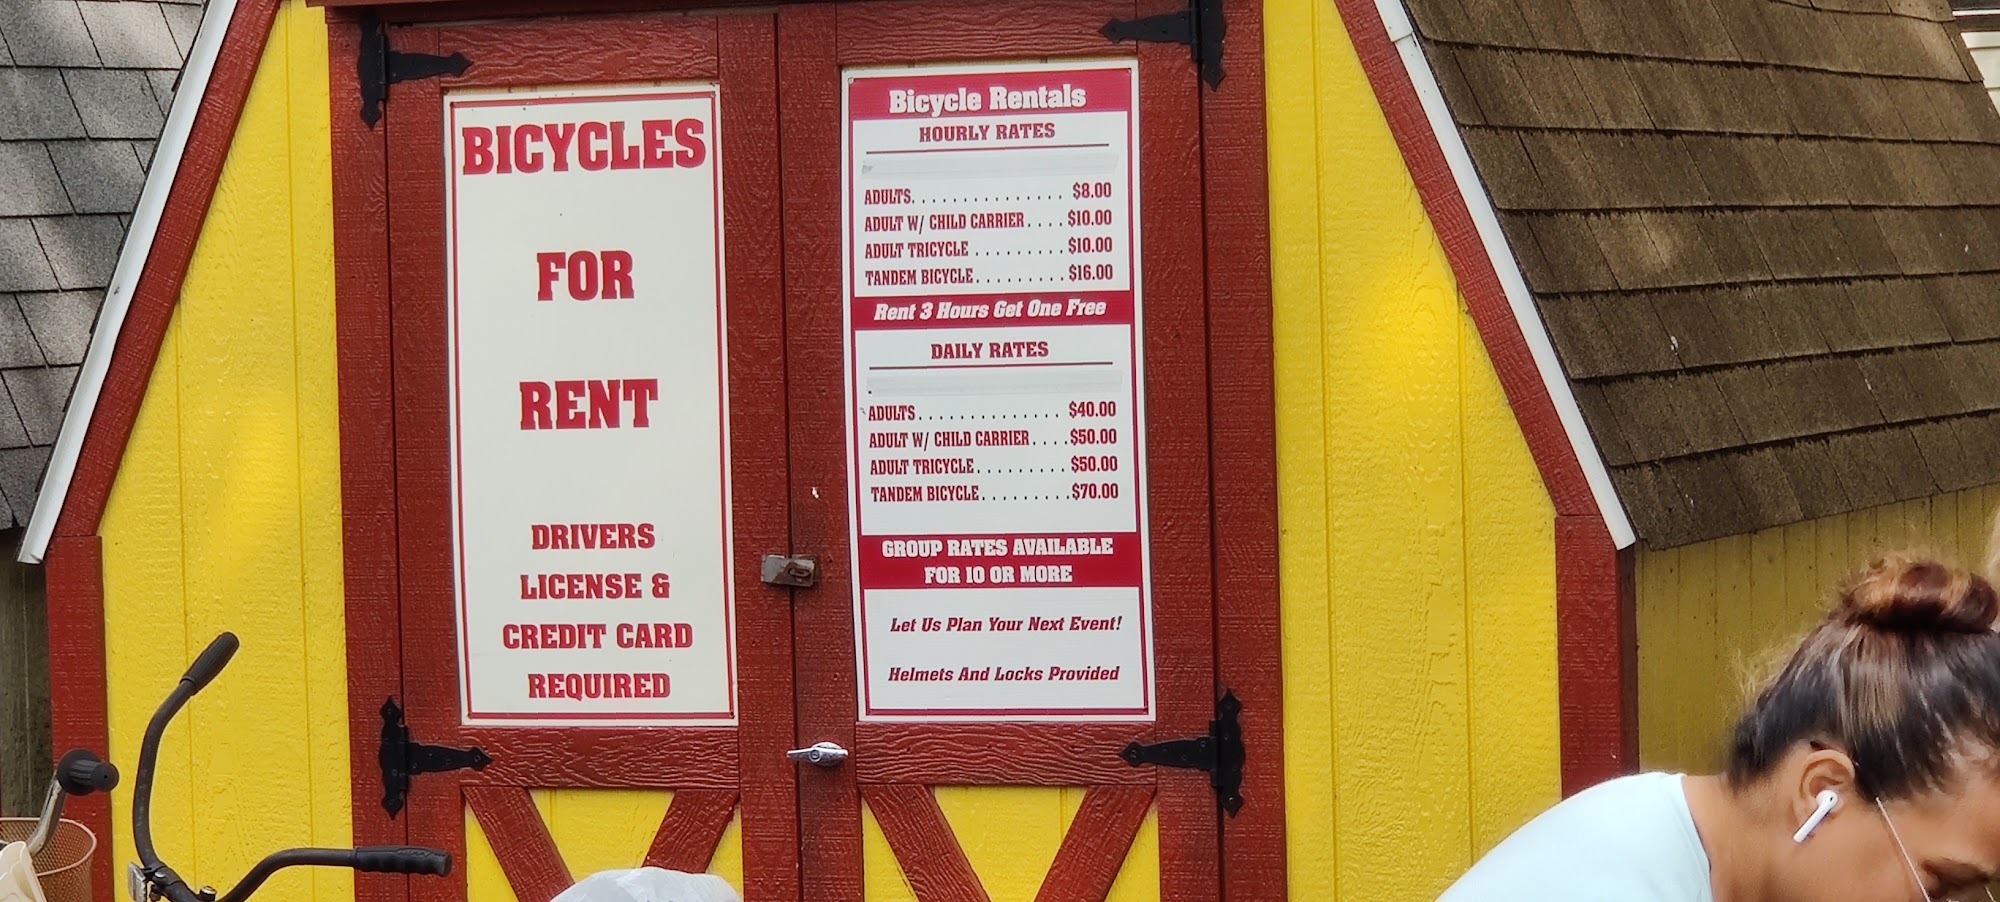 BICYCLES
FOR
RENT
DRIVERS
LICENSE &
CREDIT CARD
REQUIRED
Bicycle Rentals
HOURLY RATES
ADULTS. . . . . . . . . . . . . . . $8.00
ADULT W/ CHILD CARRIER . . . . $10.00
ADULT TRICYCLE . . . . . . . . . $10.00
TANDEM BICYCLE. . . . . . . . . $16.00
Rent 3 Hours Get One Free
DAILY RATES
ADULTS . . . . . . . . . . . . . . $40.00
ADULT W/ CHILD CARRIER . . . . $50.00
ADULT TRICYCLE. . . . . . . . . $50.00
TANDEM BICYCLE. . . . . . . . . $70.00
GROUP RATES AVAILABLE
FOR 10 OR MORE
Let Us Plan Your Next Event!
Helmets And Locks Provided